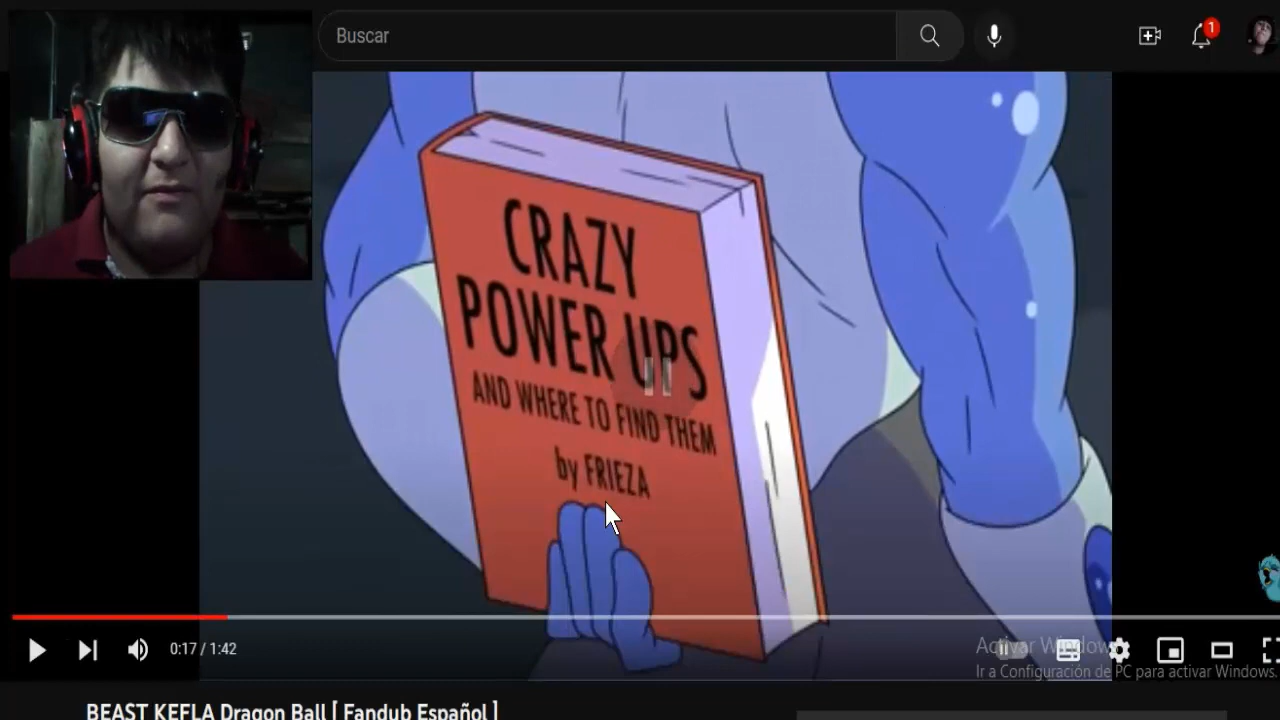 Buscar
1
CRAZY
POWER UPS
AND WHERE TO FIND THEM
by FRIEZA
0:17 / 1:42
Activar Windows
Ir a Configuración de PC para activar Windows.
BEAST KEFLA Dragon Ball [ Fandub Español ]